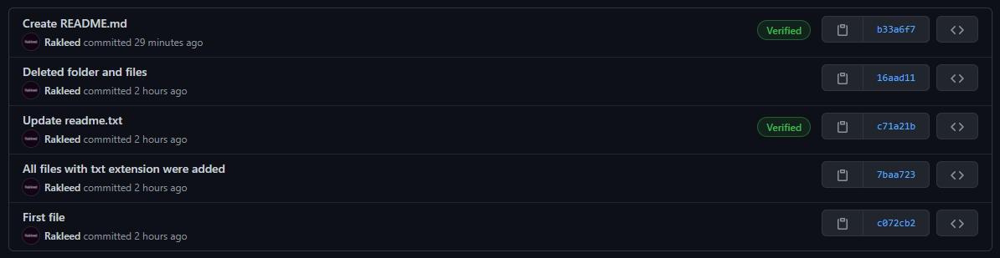 Create README.md
Rakleed committed 29 minutes ago
Verified
b33a6f7
Deleted folder and files
Rakleed committed 2 hours ago
16aad11
Update readme.txt
Rakleed committed 2 hours ago
Verified
c71a21b
All files with txt extension were added
Rakleed committed 2 hours ago
7baa723
First file
Rakleed committed 2 hours ago
c072cb2